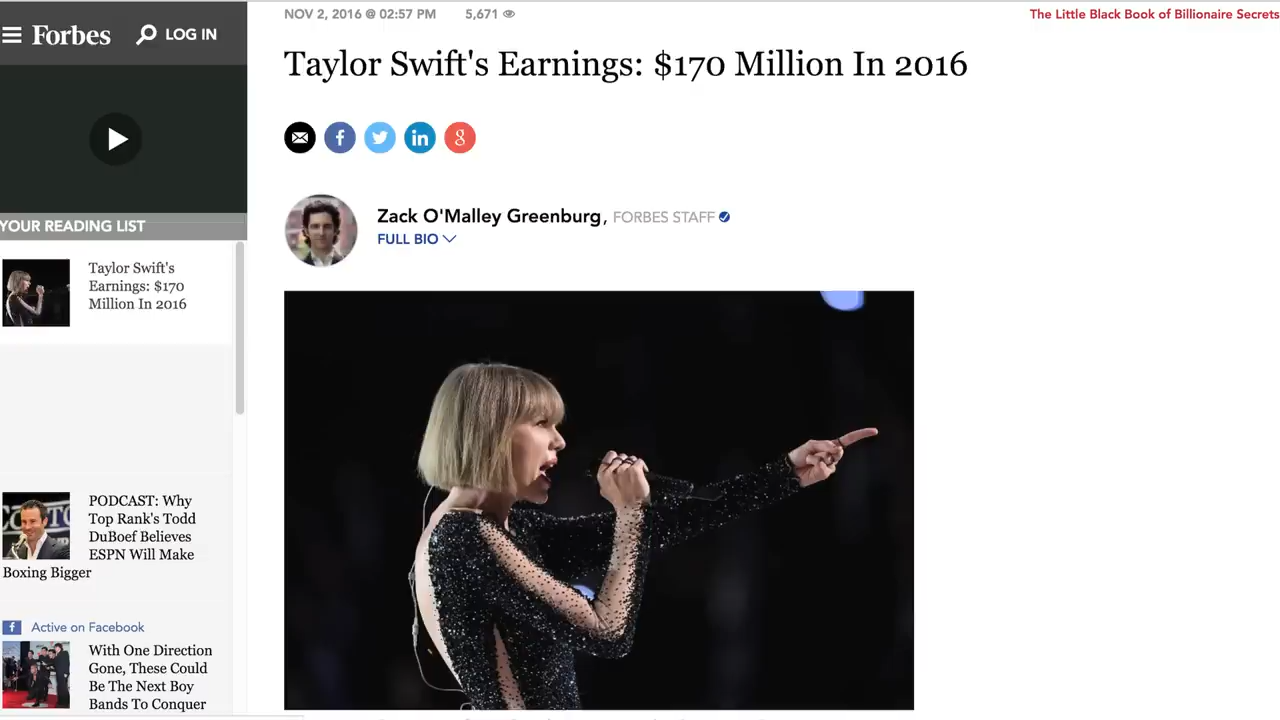 NOV 2, 2016 @ 02:57 PM 5,671
The Little Black Book of Billionaire Secrets
Forbes LOG IN
Taylor Swift's Earnings: $170 Million In 2016
Zack O'Malley Greenburg, FORBES STAFF
FULL BIO
YOUR READING LIST
Taylor Swift's
Earnings: $170
Million In 2016
PODCAST: Why
Top Rank's Todd
DuBoef Believes
ESPN Will Make
Boxing Bigger
Active on Facebook
With One Direction
Gone, These Could
Be The Next Boy
Bands To Conquer